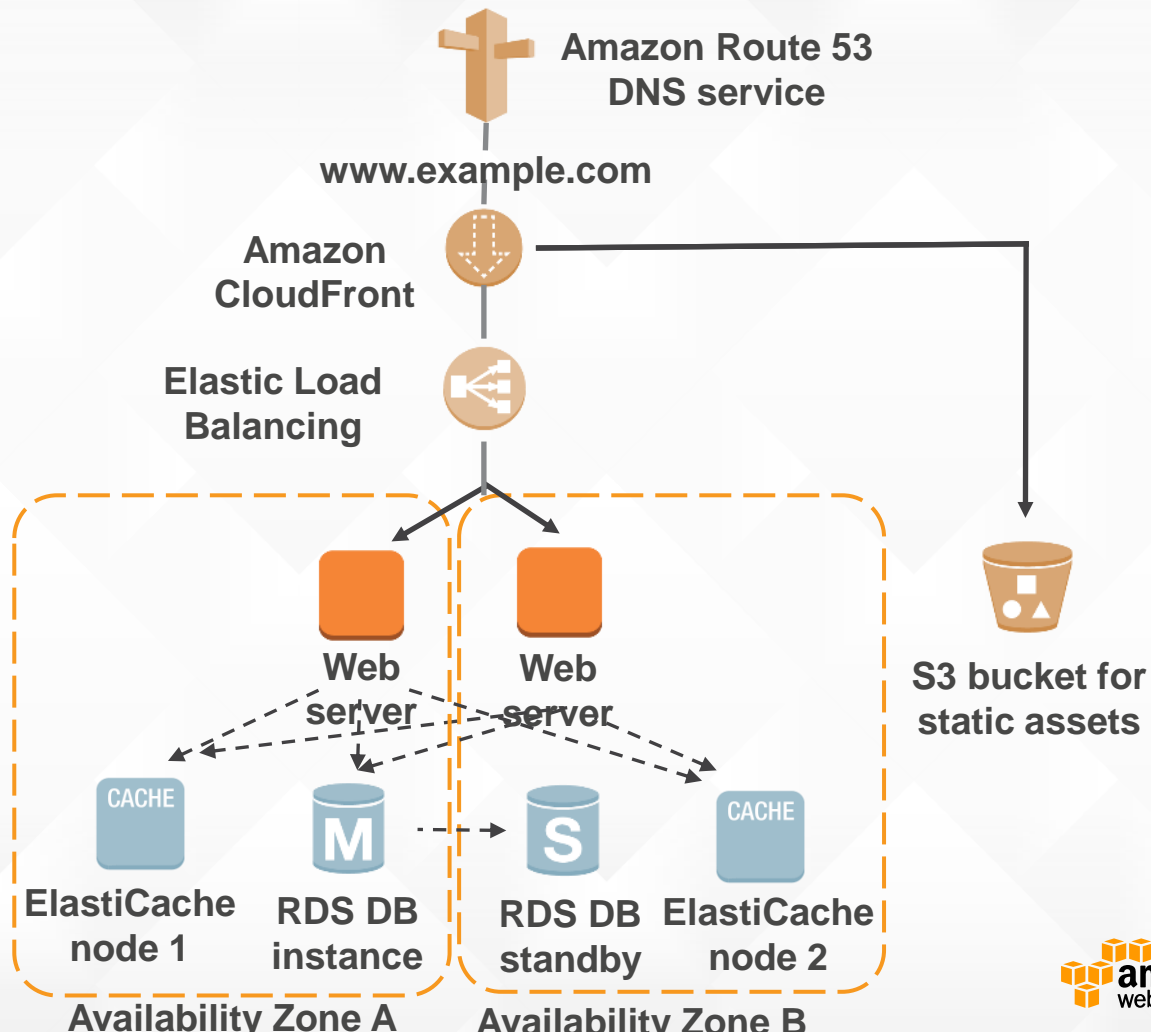 Amazon Route 53
DNS service
www.example.com
Amazon
CloudFront
Elastic Load
Balancing
Web
server
Web
server
S3 bucket for
static assets
CACHE
M
S
CACHE
ElastiCache
node 1
RDS DB
instance
RDS DB
standby
ElastiCache
node 2
Availability Zone A
Availability Zone B